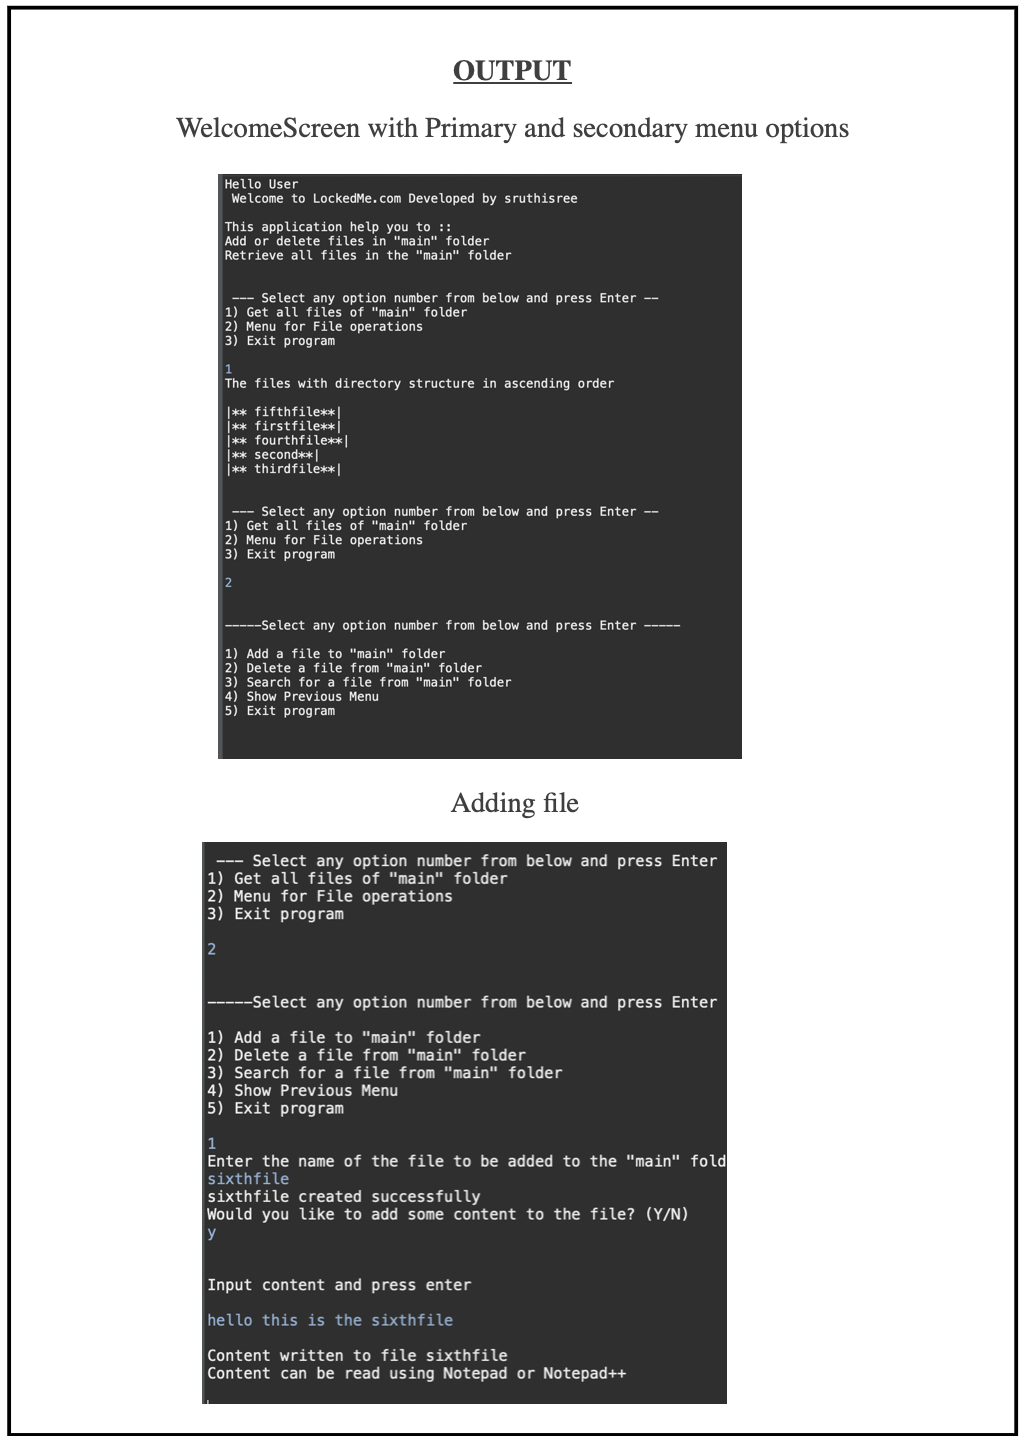 OUTPUT
WelcomeScreen with Primary and secondary menu options
Hello User
Welcome to LockedMe.com Developed by sruthisree
This application help you to ::
Add or delete files in "main" folder
Retrieve all files in the "main" folder
--- Select any option number from below and press Enter --
1) Get all files of "main" folder
2) Menu for File operations
3) Exit program
1
The files with directory structure in ascending order
|** fifthfile**|
|** firstfile**|
|** fourthfile**|
|** second**|
|** thirdfile**|
--- Select any option number from below and press Enter --
1) Get all files of "main" folder
2) Menu for File operations
3) Exit program
2
-----Select any option number from below and press Enter -----
1) Add a file to "main" folder
2) Delete a file from "main" folder
3) Search for a file from "main" folder
4) Show Previous Menu
5) Exit program
Adding file
--- Select any option number from below and press Enter
1) Get all files of "main" folder
2) Menu for File operations
3) Exit program
2
-----Select any option number from below and press Enter
1) Add a file to "main" folder
2) Delete a file from "main" folder
3) Search for a file from "main" folder
4) Show Previous Menu
5) Exit program
1
Enter the name of the file to be added to the "main" fold
sixthfile
sixthfile created successfully
Would you like to add some content to the file? (Y/N)
y
Input content and press enter
hello this is the sixthfile
Content written to file sixthfile
Content can be read using Notepad or Notepad++